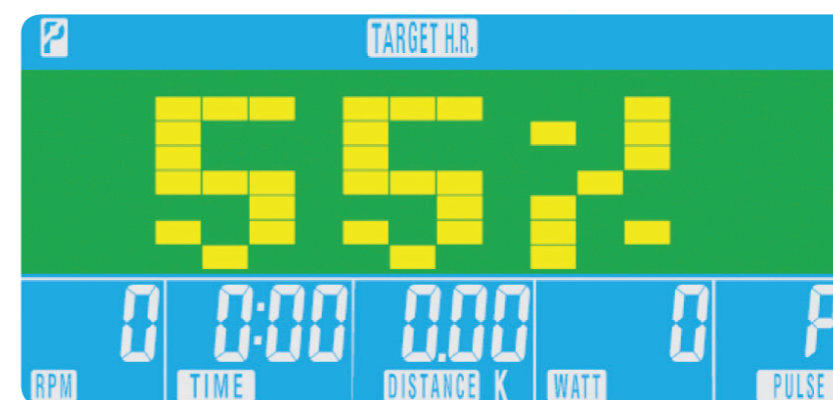 P TARGET H.R.
55%
0 0:00 0.00 0 P
RPM TIME DISTANCE K WATT PULSE